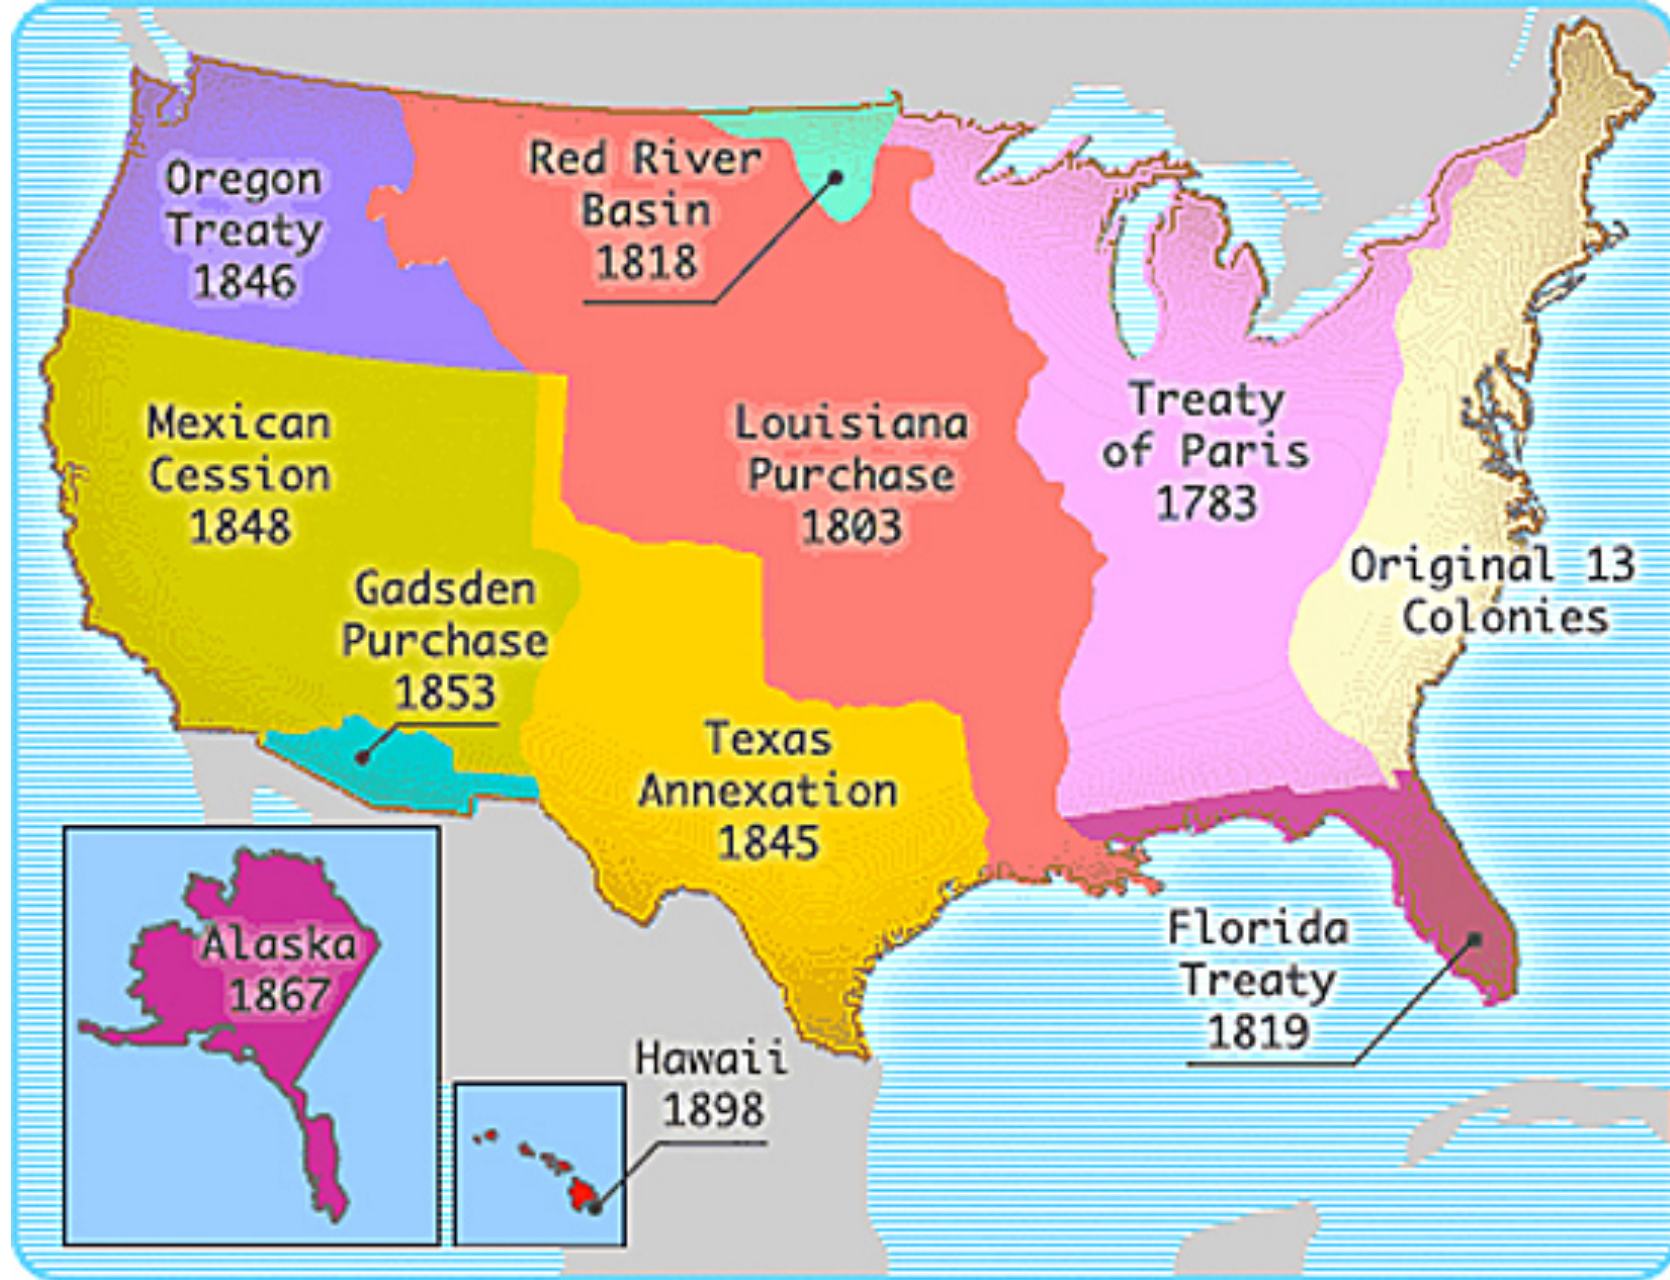 Oregon
Treaty
1846
Red River
Basin
1818
Mexican
Cession
1848
Louisiana
Purchase
1803
Treaty
of Paris
1783
Original 13
Colonies
Gadsden
Purchase
1853
Texas
Annexation
1845
Florida
Treaty
1819
Alaska
1867
Hawaii
1898